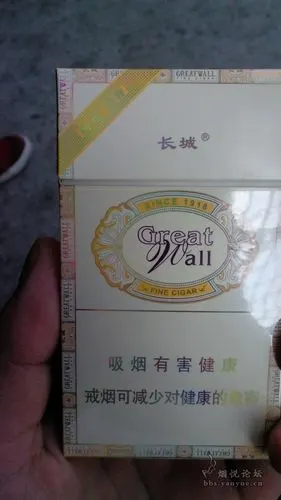 GREATWALL
长城®
SINCE 1918
Great
Wall
FINE CIGAR
吸烟有害健康
戒烟可减少对健康的危害
烟悦论坛
bbs.yanyue.cn